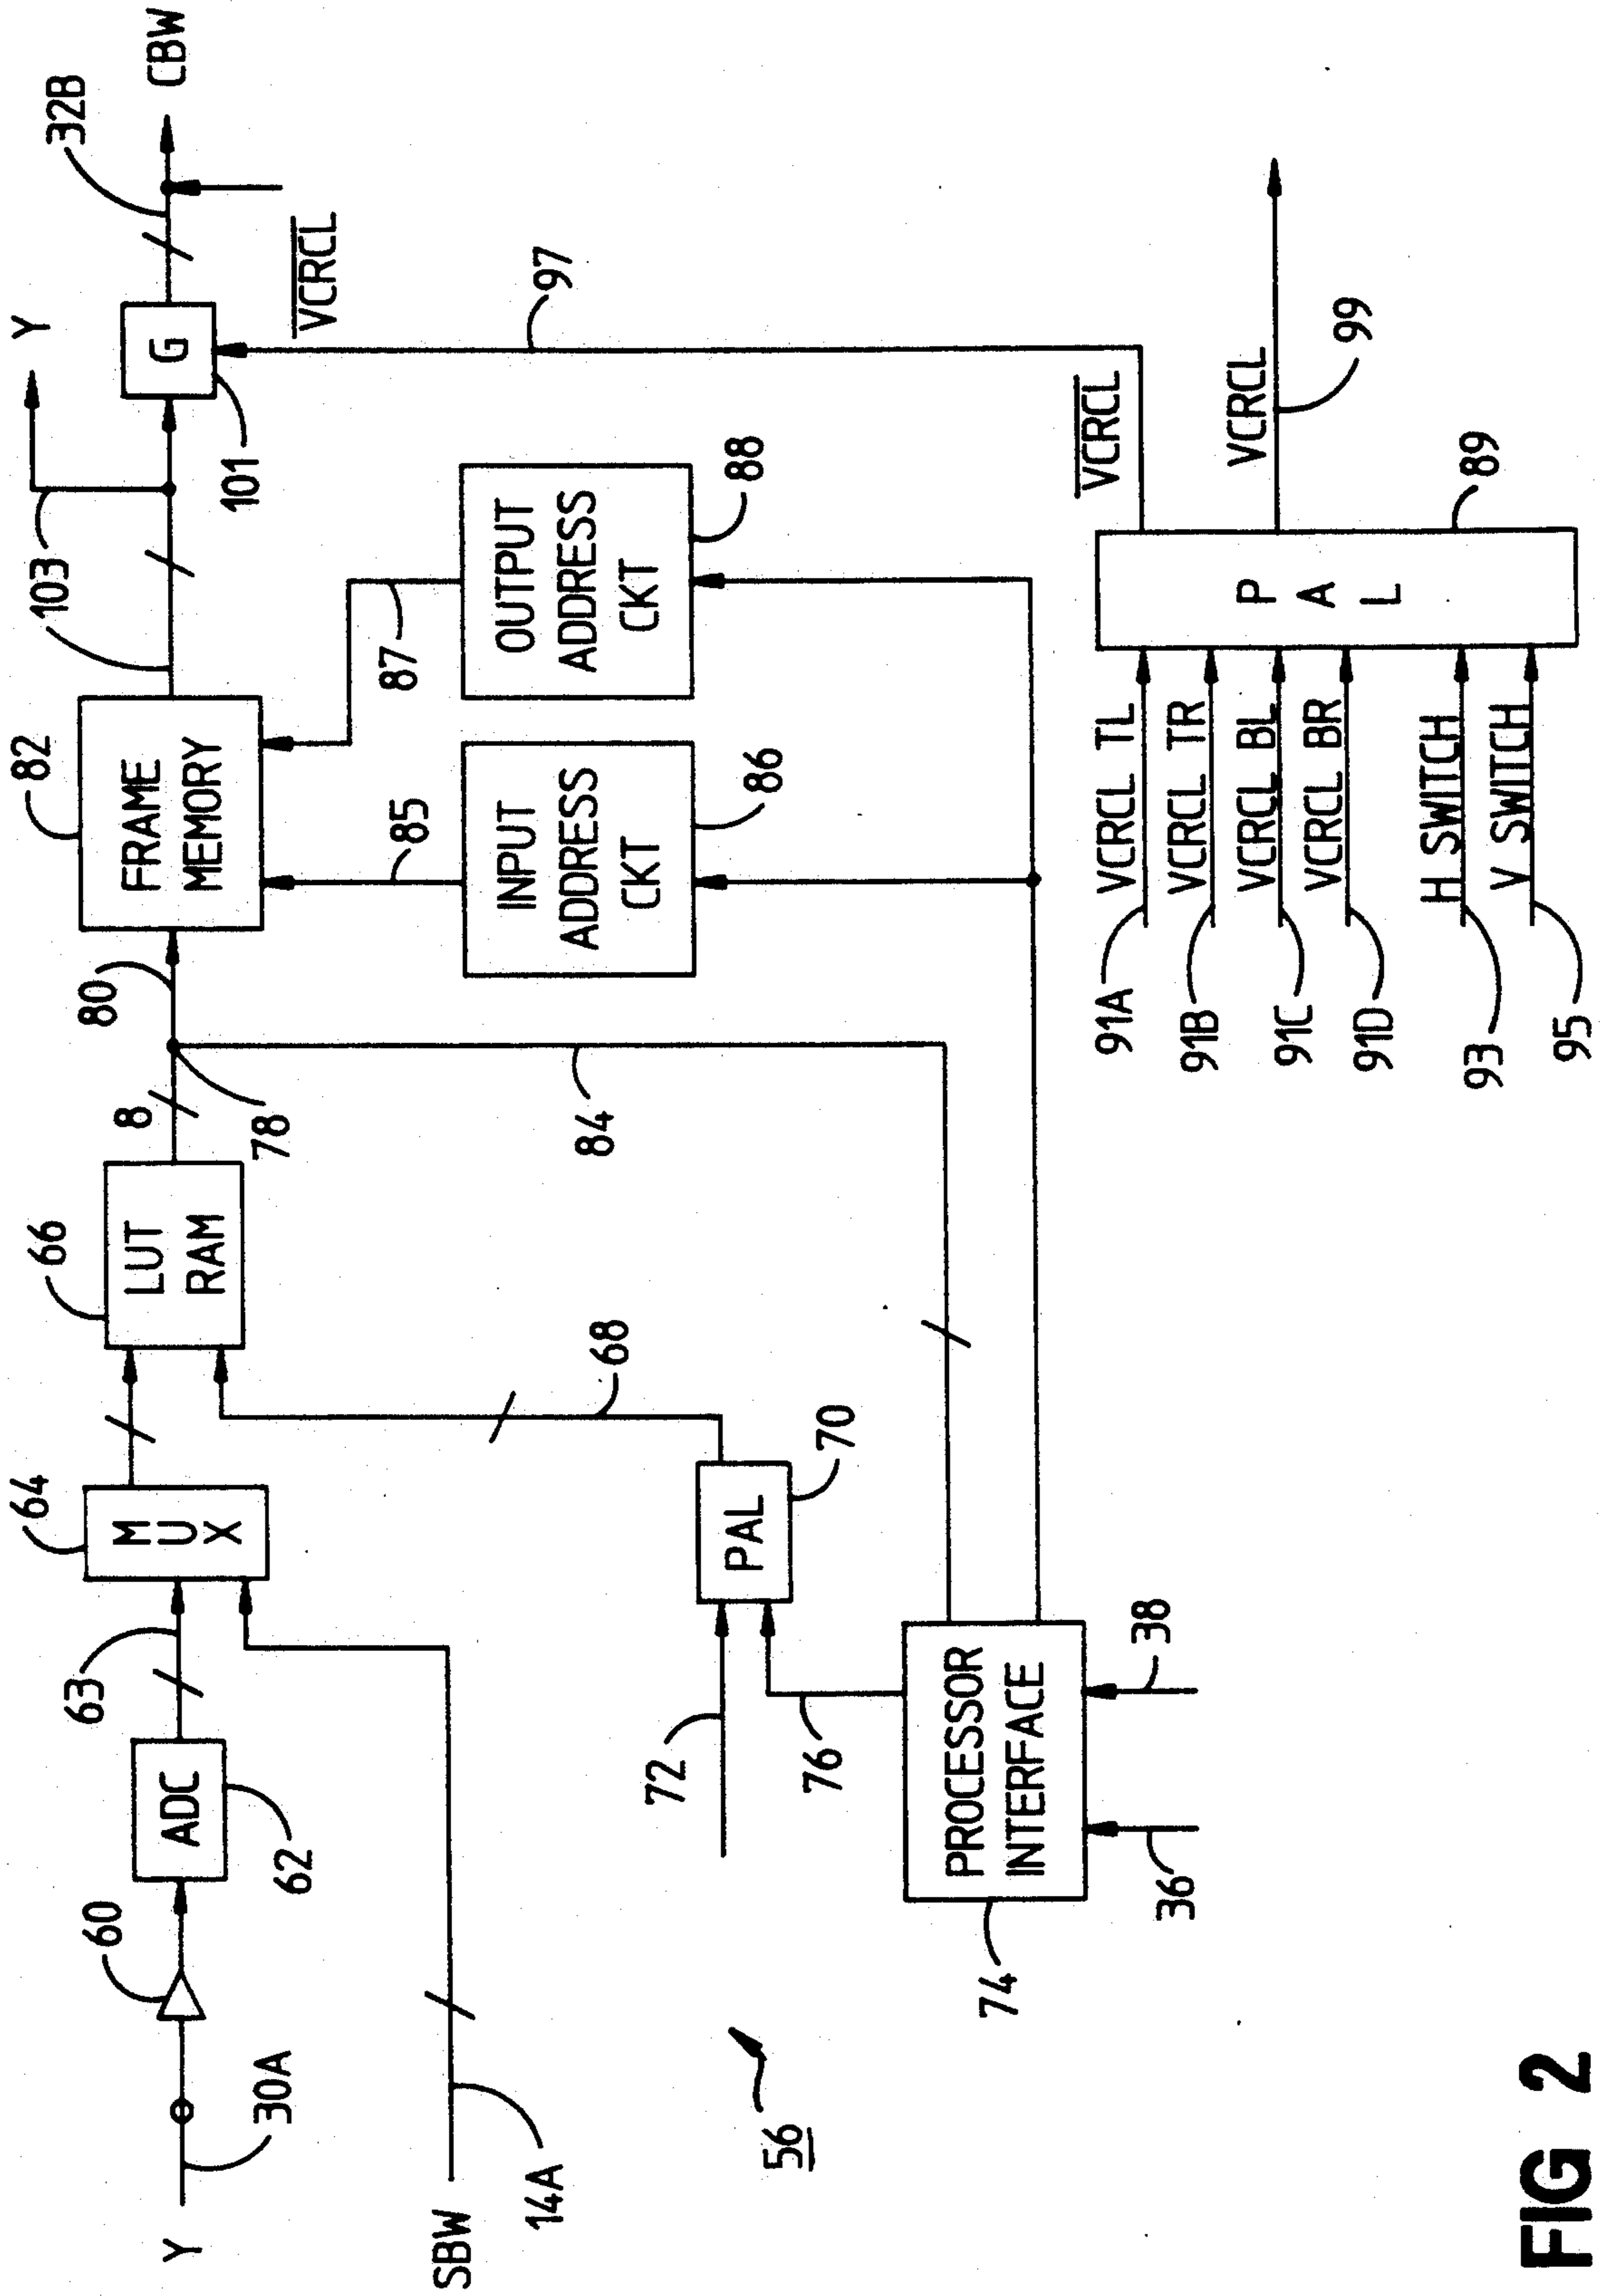 Y
30A
60
ADC
62
63
SBW
14A
MUX
64
LUT
RAM
66
8
78
80
FRAME
MEMORY
82
103
Y
G
101
32B
CBW
V̅C̅R̅C̅L̅
97
68
PAL
70
72
76
84
PROCESSOR
INTERFACE
74
36
38
INPUT
ADDRESS
CKT
86
85
OUTPUT
ADDRESS
CKT
88
87
V̅C̅R̅C̅L̅
VCRCL
99
PAL
89
VCRCL TL
91A
VCRCL TR
91B
VCRCL BL
91C
VCRCL BR
91D
H SWITCH
93
V SWITCH
95
56
FIG 2